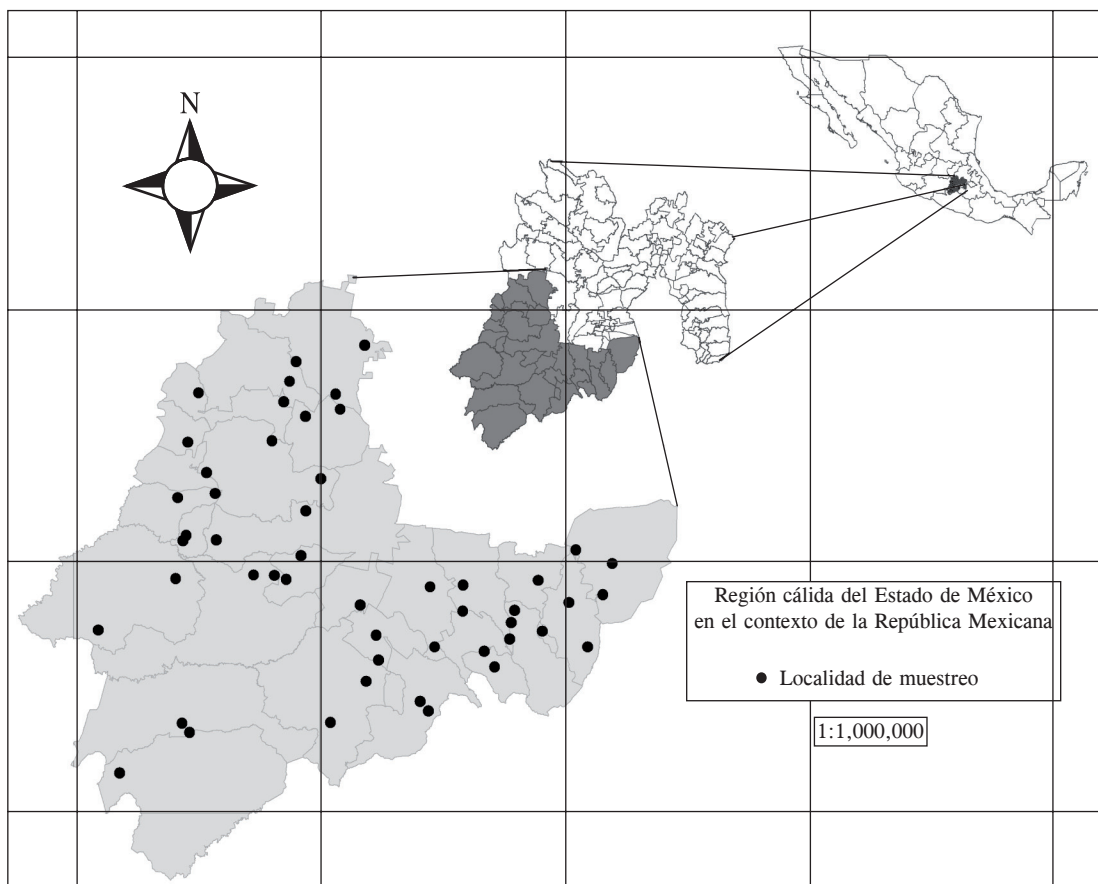 N
Región cálida del Estado de México
en el contexto de la República Mexicana
Localidad de muestreo
1:1,000,000